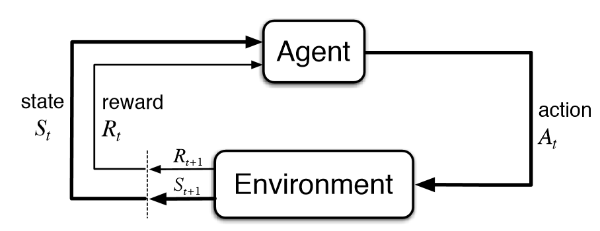 Agent
state
S_t
reward
R_t
action
A_t
R_{t+1}
S_{t+1}
Environment